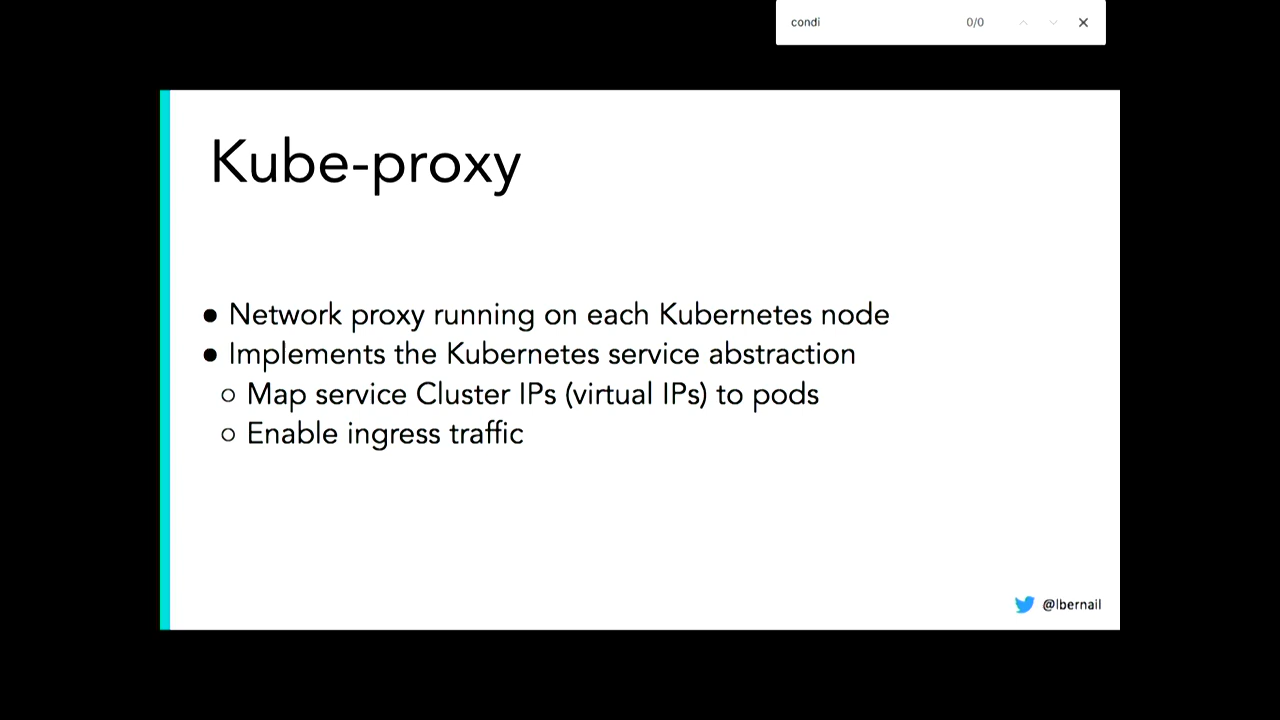 condi 0/0
Kube-proxy
● Network proxy running on each Kubernetes node
● Implements the Kubernetes service abstraction
○ Map service Cluster IPs (virtual IPs) to pods
○ Enable ingress traffic
@lbernail